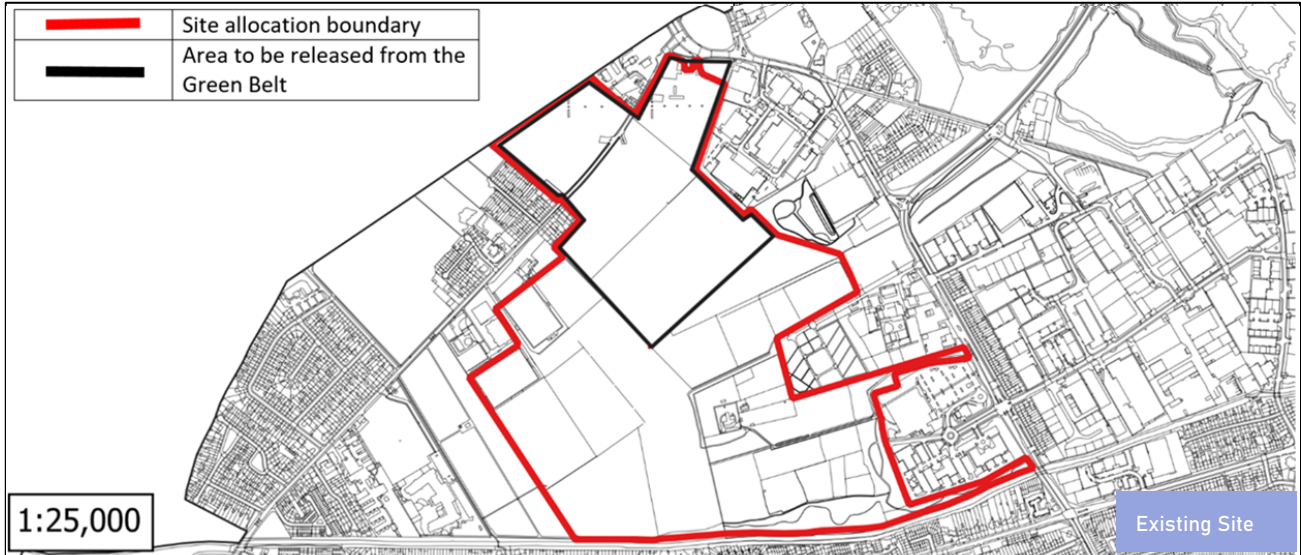 Site allocation boundary
Area to be released from the
Green Belt
1:25,000
Existing Site